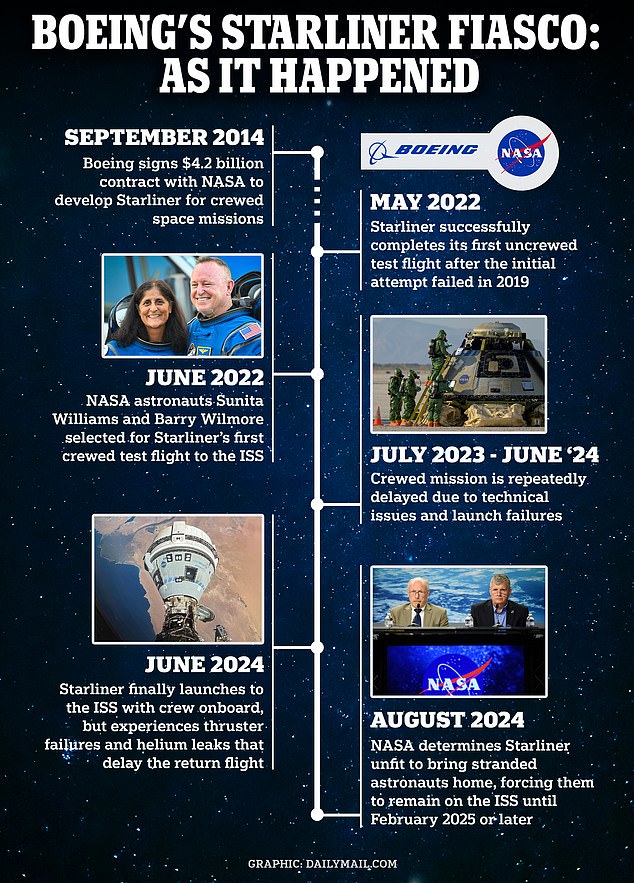 BOEING'S STARLINER FIASCO:
AS IT HAPPENED
SEPTEMBER 2014
Boeing signs $4.2 billion
contract with NASA to
develop Starliner for crewed
space missions
BOEING
NASA
MAY 2022
Starliner successfully
completes its first uncrewed
test flight after the initial
attempt failed in 2019
JUNE 2022
NASA astronauts Sunita
Williams and Barry Wilmore
selected for Starliner's first
crewed test flight to the ISS
JULY 2023 - JUNE ‘24
Crewed mission is repeatedly
delayed due to technical
issues and launch failures
JUNE 2024
Starliner finally launches to
the ISS with crew onboard,
but experiences thruster
failures and helium leaks that
delay the return flight
NASA
AUGUST 2024
NASA determines Starliner
unfit to bring stranded
astronauts home, forcing them
to remain on the ISS until
February 2025 or later
GRAPHIC: DAILYMAIL.COM